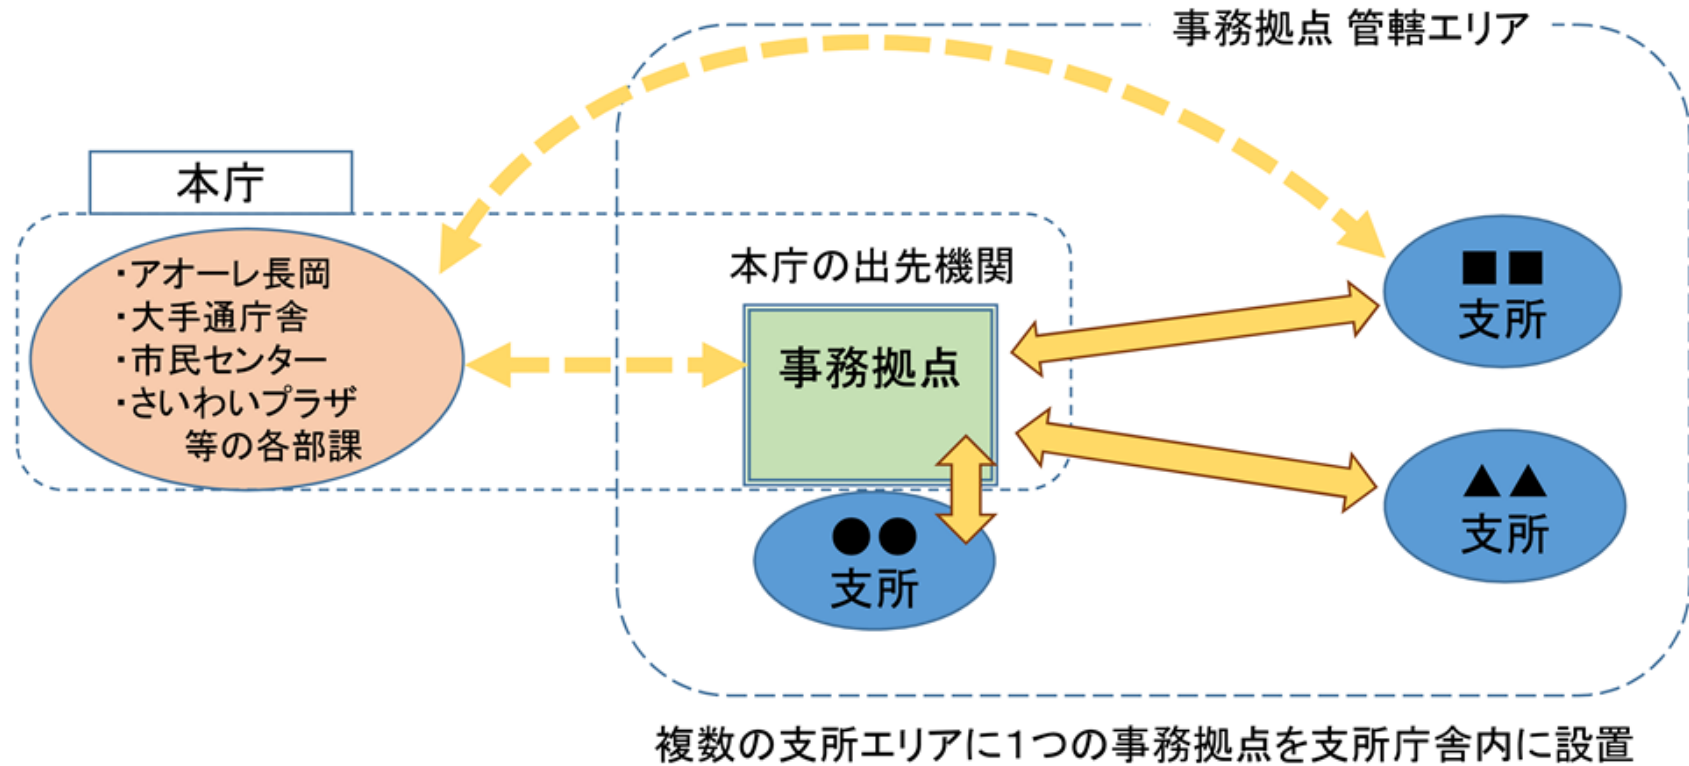 事務拠点 管轄エリア
本庁
・アオーレ長岡
・大手通庁舎
・市民センター
・さいわいプラザ
等の各部課
本庁の出先機関
事務拠点
■■
支所
▲▲
支所
●●
支所
複数の支所エリアに1つの事務拠点を支所庁舎内に設置